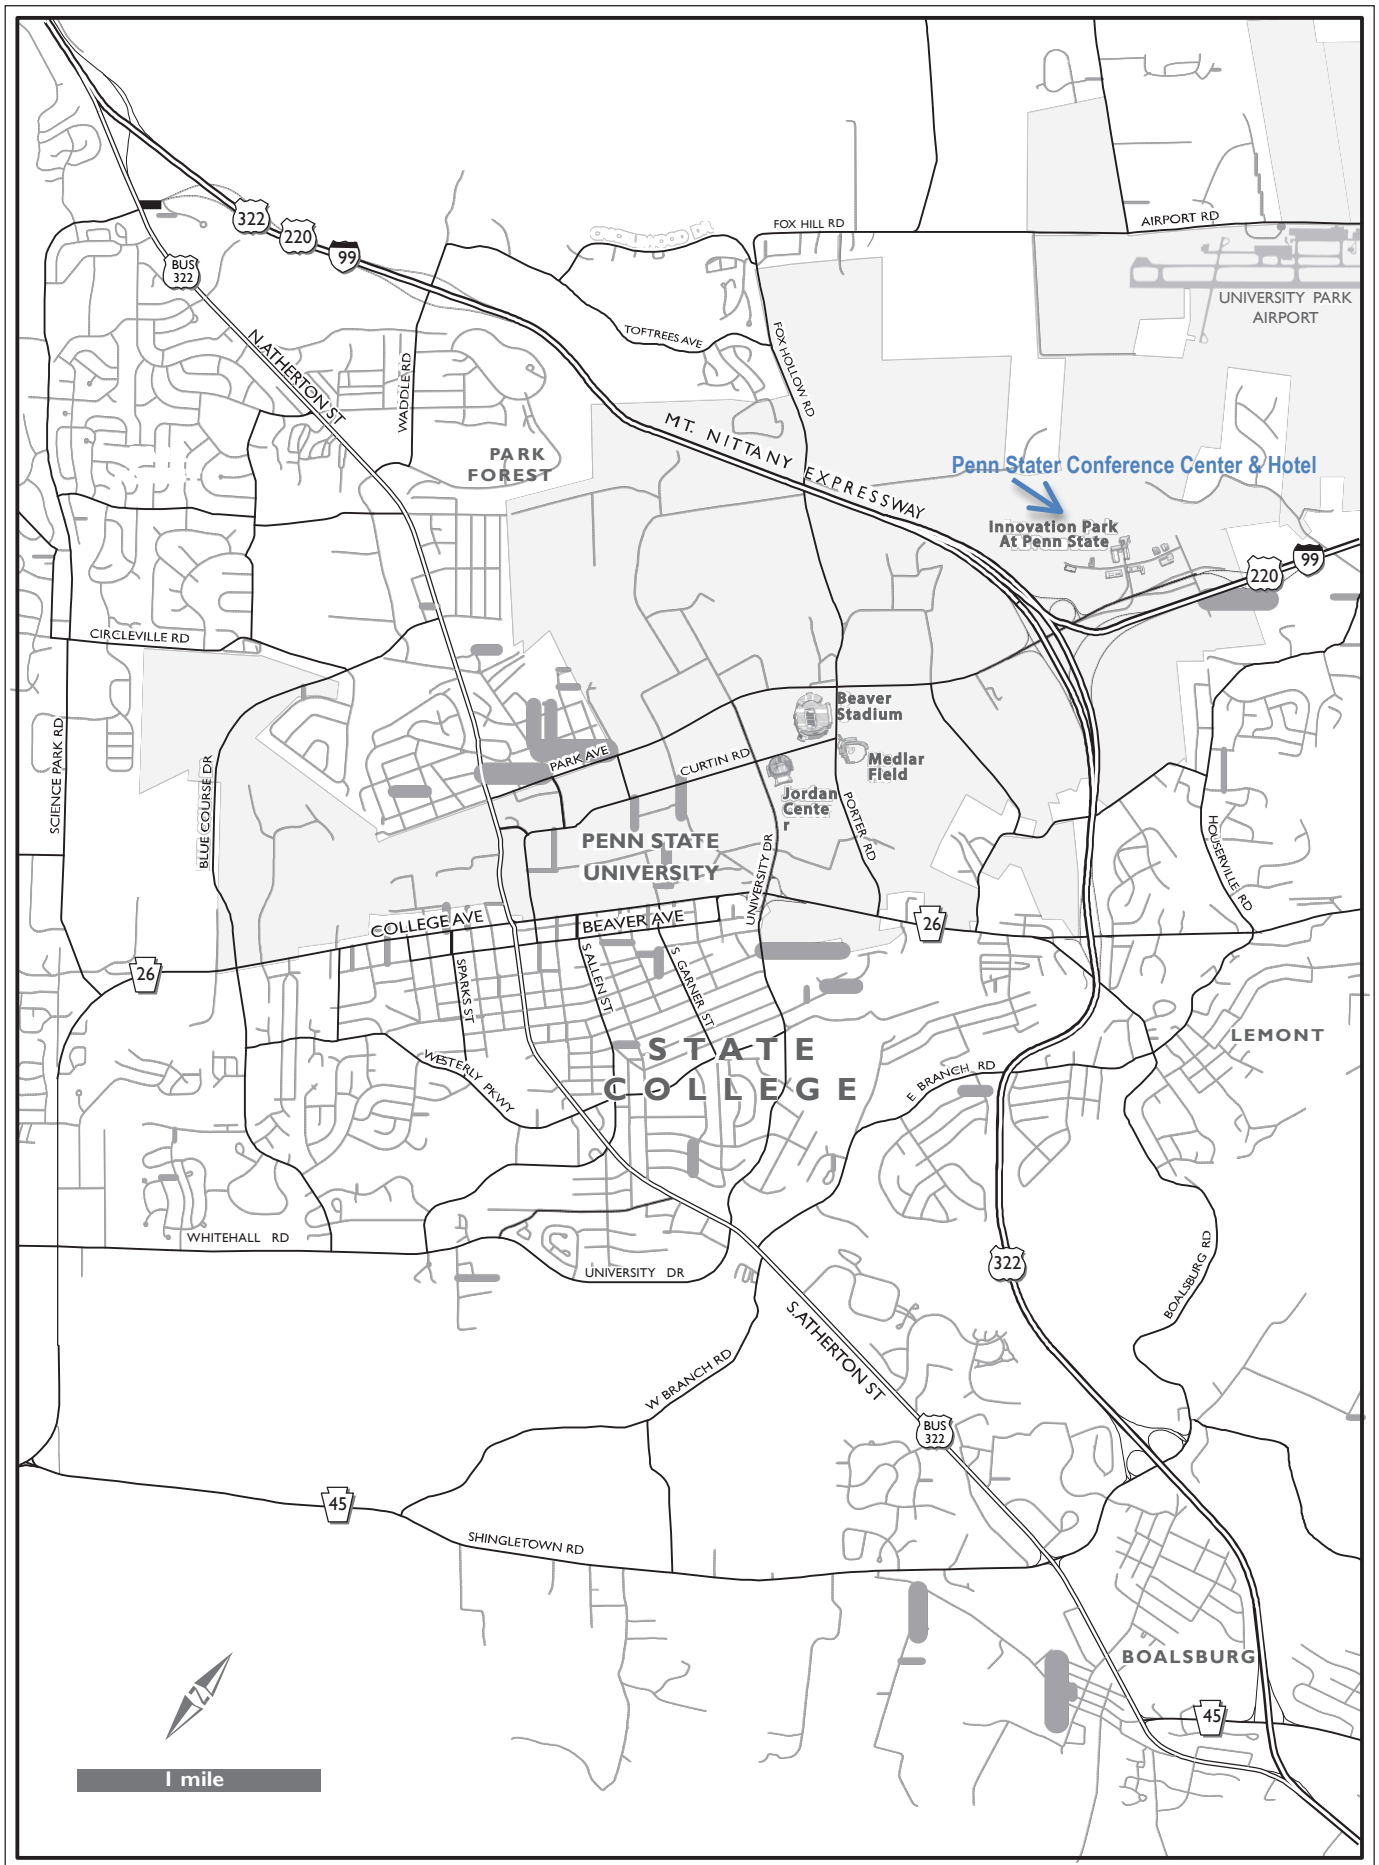 FOX HILL RD
AIRPORT RD
322
220
99
BUS
322
UNIVERSITY PARK
AIRPORT
TOFTREES AVE
FOX HOLLOW RD
N.ATHERTON ST
WADDLE RD
MT. NITTANY EXPRESSWAY
PARK
FOREST
Penn Stater Conference Center & Hotel
Innovation Park
At Penn State
220
99
CIRCLEVILLE RD
SCIENCE PARK RD
BLUE COURSE DR
Beaver
Stadium
PARK AVE
CURTIN RD
Medlar
Field
Jordan
Cente
r
PORTER RD
HOUSERVILLE RD
PENN STATE
UNIVERSITY
UNIVERSITY DR
COLLEGE AVE
BEAVER AVE
26
26
SPARKS ST
S ALLEN ST
S GARNER ST
STATE
COLLEGE
LEMONT
WESTERLY PKWY
E BRANCH RD
WHITEHALL RD
UNIVERSITY DR
322
BOALSBURG RD
S.ATHERTON ST
W BRANCH RD
BUS
322
45
SHINGLETOWN RD
BOALSBURG
45
N
1 mile